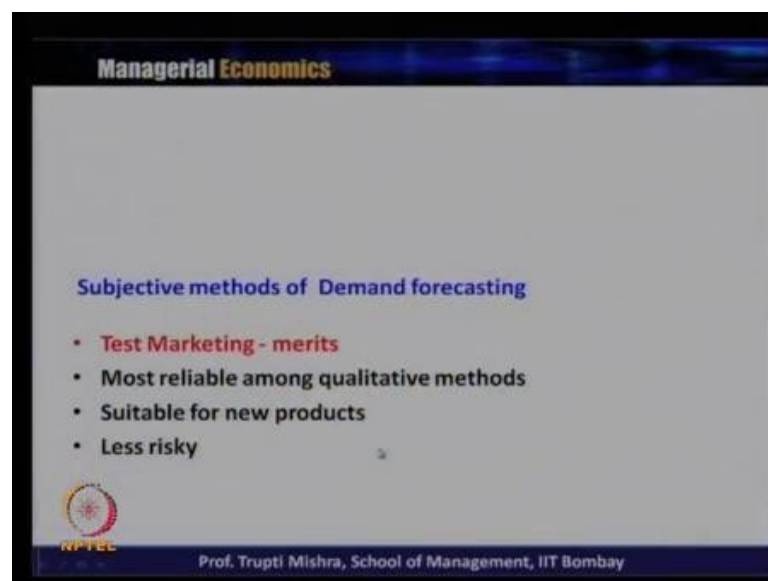 Managerial Economics
Subjective methods of Demand forecasting
• Test Marketing - merits
• Most reliable among qualitative methods
• Suitable for new products
• Less risky
NPTEL
Prof. Trupti Mishra, School of Management, IIT Bombay